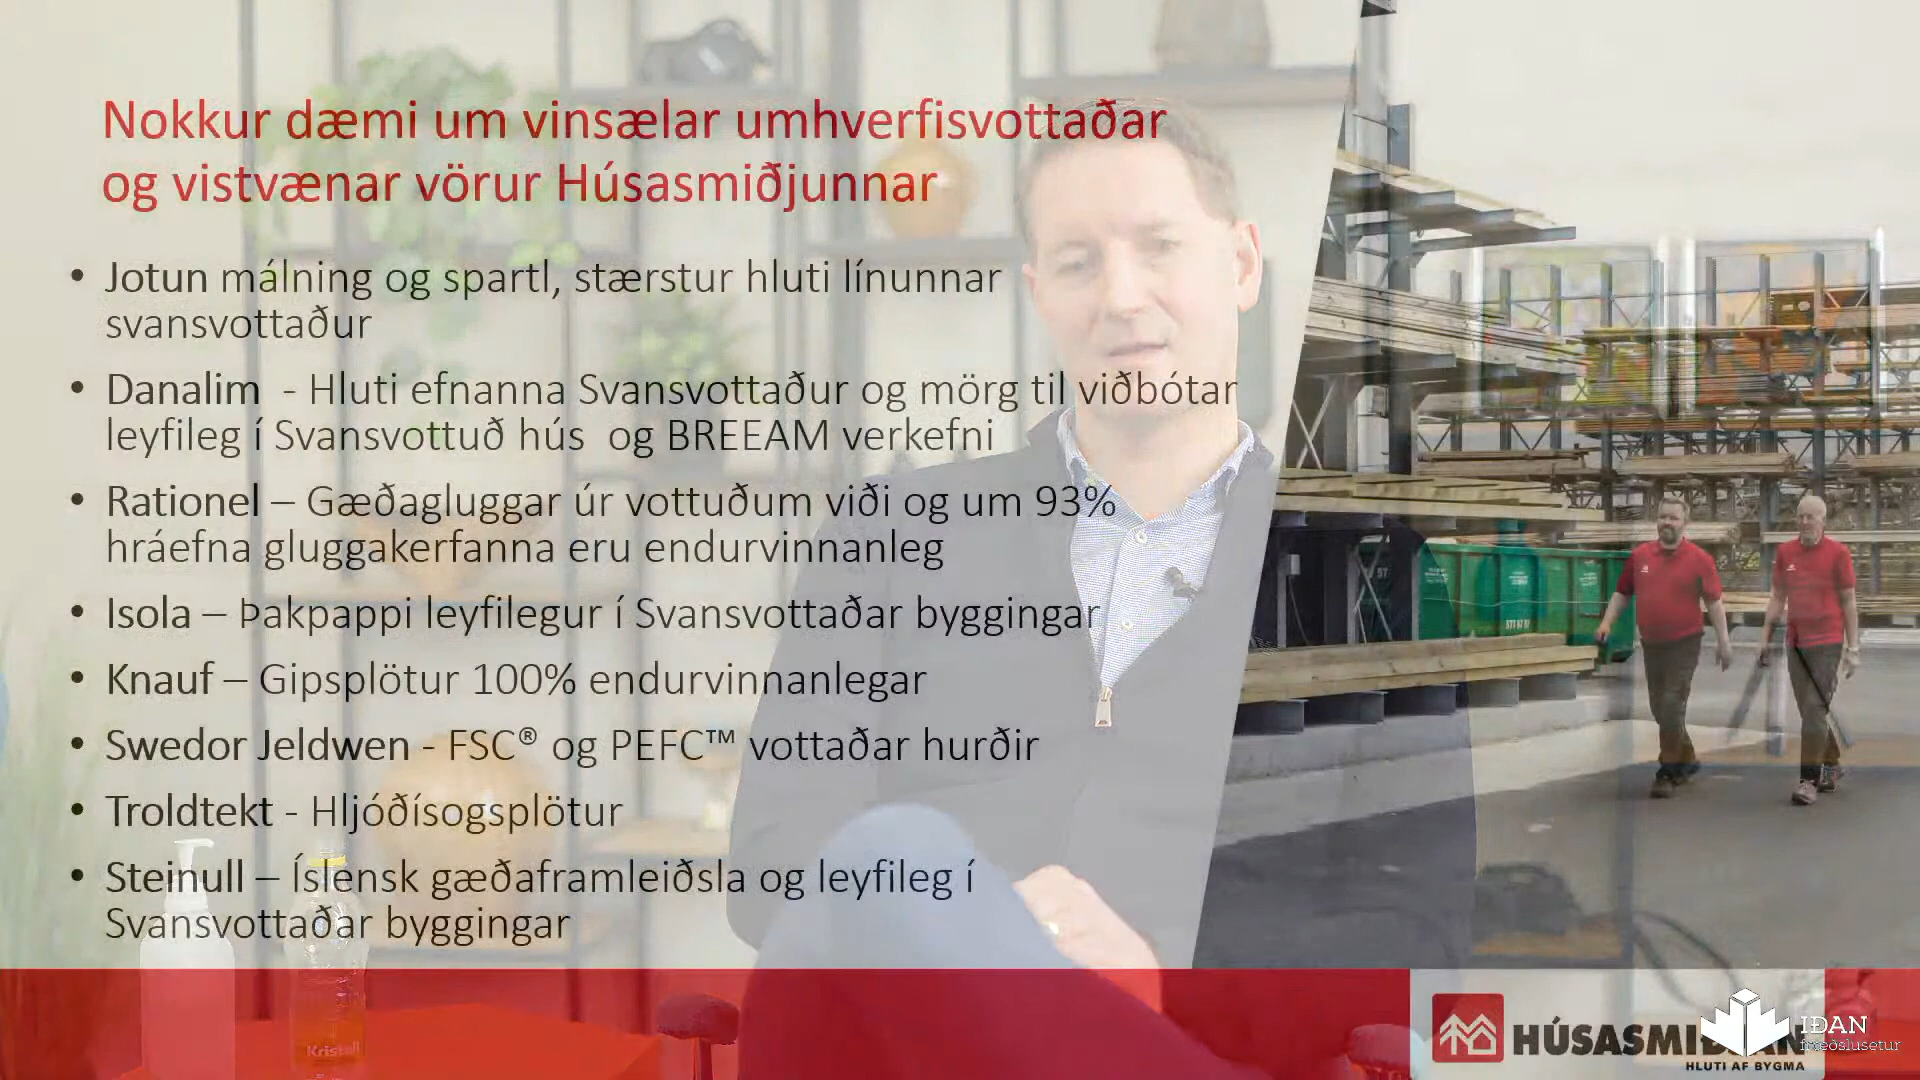 Nokkur dæmi um vinsælar umhverfisvottaðar
og vistvænar vörur Húsasmiðjunnar
• Jotun málning og spartl, stærstur hluti línunnar
svansvottaður
• Danalim - Hluti efnanna Svansvottaður og mörg til viðbótar
leyfileg í Svansvottuð hús og BREEAM verkefni
• Rationel – Gæðagluggar úr vottuðum viði og um 93%
hráefna gluggakerfanna eru endurvinnanleg
• Isola – Þakpappi leyfilegur í Svansvottaðar byggingar
• Knauf – Gipsplötur 100% endurvinnanlegar
• Swedor Jeldwen - FSC® og PEFC™ vottaðar hurðir
• Troldtekt - Hljóðísogsplötur
• Steinull – Íslensk gæðaframleiðsla og leyfileg í
Svansvottaðar byggingar
Kristall
HÚSASMIÐJAN
HLUTI AF BYGMA
IÐAN
fræðslusetur